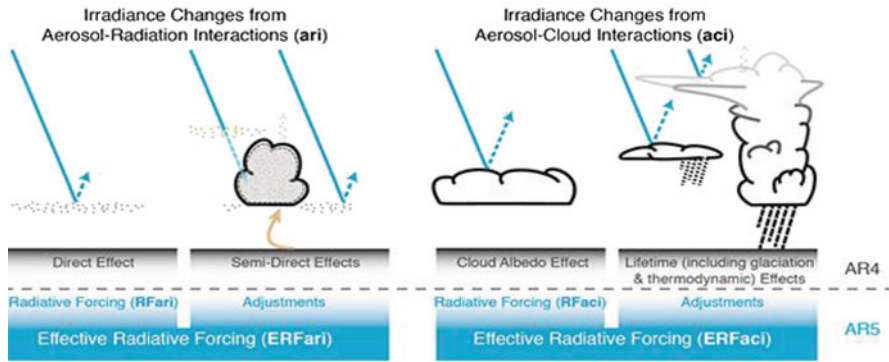 Irradiance Changes from
Aerosol-Radiation Interactions (ari)
Irradiance Changes from
Aerosol-Cloud Interactions (aci)
Direct Effect
Semi-Direct Effects
Cloud Albedo Effect
Lifetime (including glaciation
& thermodynamic) Effects
AR4
Radiative Forcing (RFari)
Adjustments
Radiative Forcing (RFaci)
Adjustments
AR5
Effective Radiative Forcing (ERFari)
Effective Radiative Forcing (ERFaci)